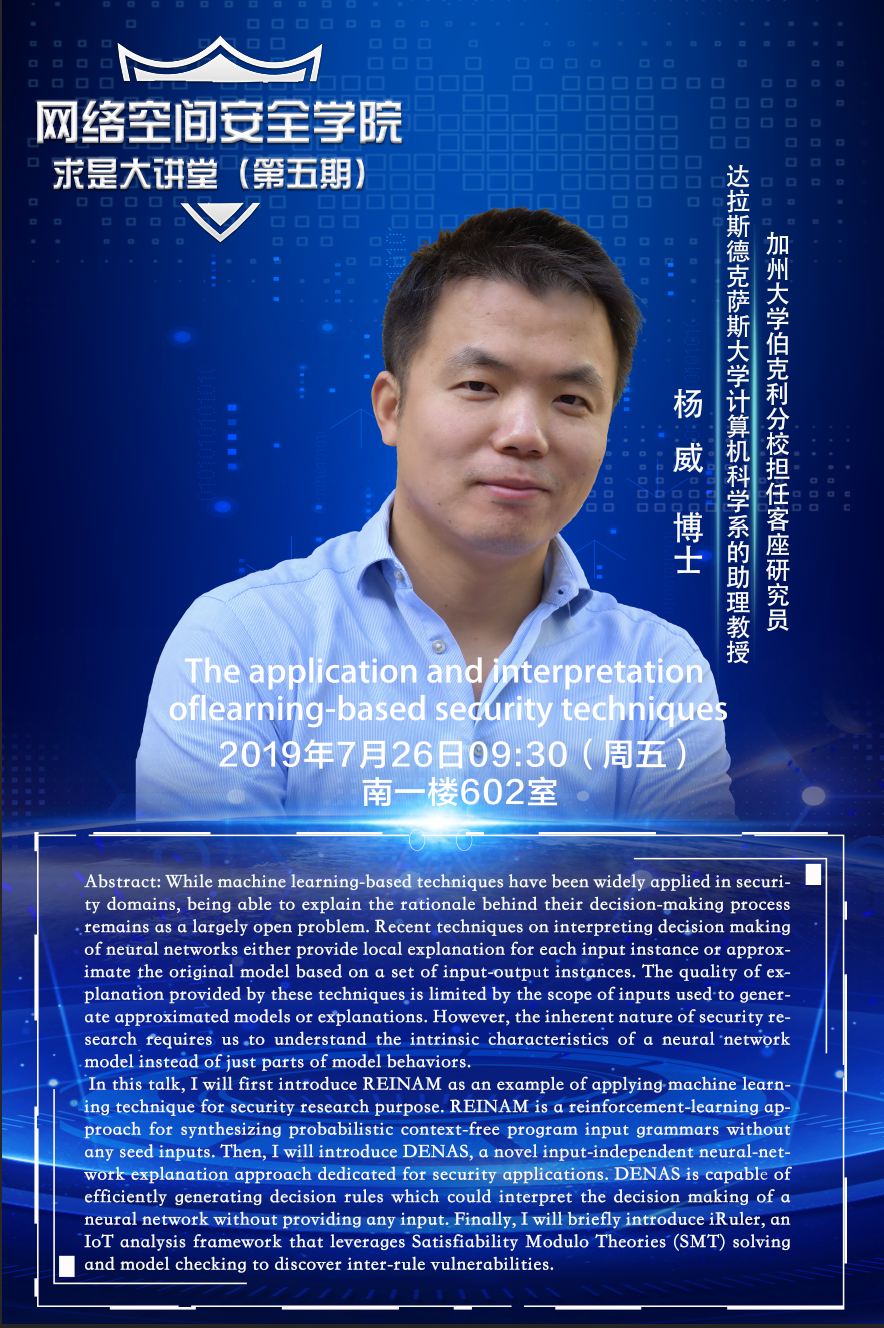 网络空间安全学院
求是大讲堂（第五期）
加州大学伯克利分校担任客座研究员
达拉斯德克萨斯大学计算机科学系的助理教授
杨威 博士
The application and interpretation
oflearning-based security techniques
2019年7月26日09:30（周五）
南一楼602室
Abstract: While machine learning-based techniques have been widely applied in securi-
ty domains, being able to explain the rationale behind their decision-making process
remains as a largely open problem. Recent techniques on interpreting decision making
of neural networks either provide local explanation for each input instance or approx-
imate the original model based on a set of input-output instances. The quality of ex-
planation provided by these techniques is limited by the scope of inputs used to gener-
ate approximated models or explanations. However, the inherent nature of security re-
search requires us to understand the intrinsic characteristics of a neural network
model instead of just parts of model behaviors.
In this talk, I will first introduce REINAM as an example of applying machine learn-
ing technique for security research purpose. REINAM is a reinforcement-learning ap-
proach for synthesizing probabilistic context-free program input grammars without
any seed inputs. Then, I will introduce DENAS, a novel input-independent neural-net-
work explanation approach dedicated for security applications. DENAS is capable of
efficiently generating decision rules which could interpret the decision making of a
neural network without providing any input. Finally, I will briefly introduce iRuler, an
IoT analysis framework that leverages Satisfiability Modulo Theories (SMT) solving
and model checking to discover inter-rule vulnerabilities.